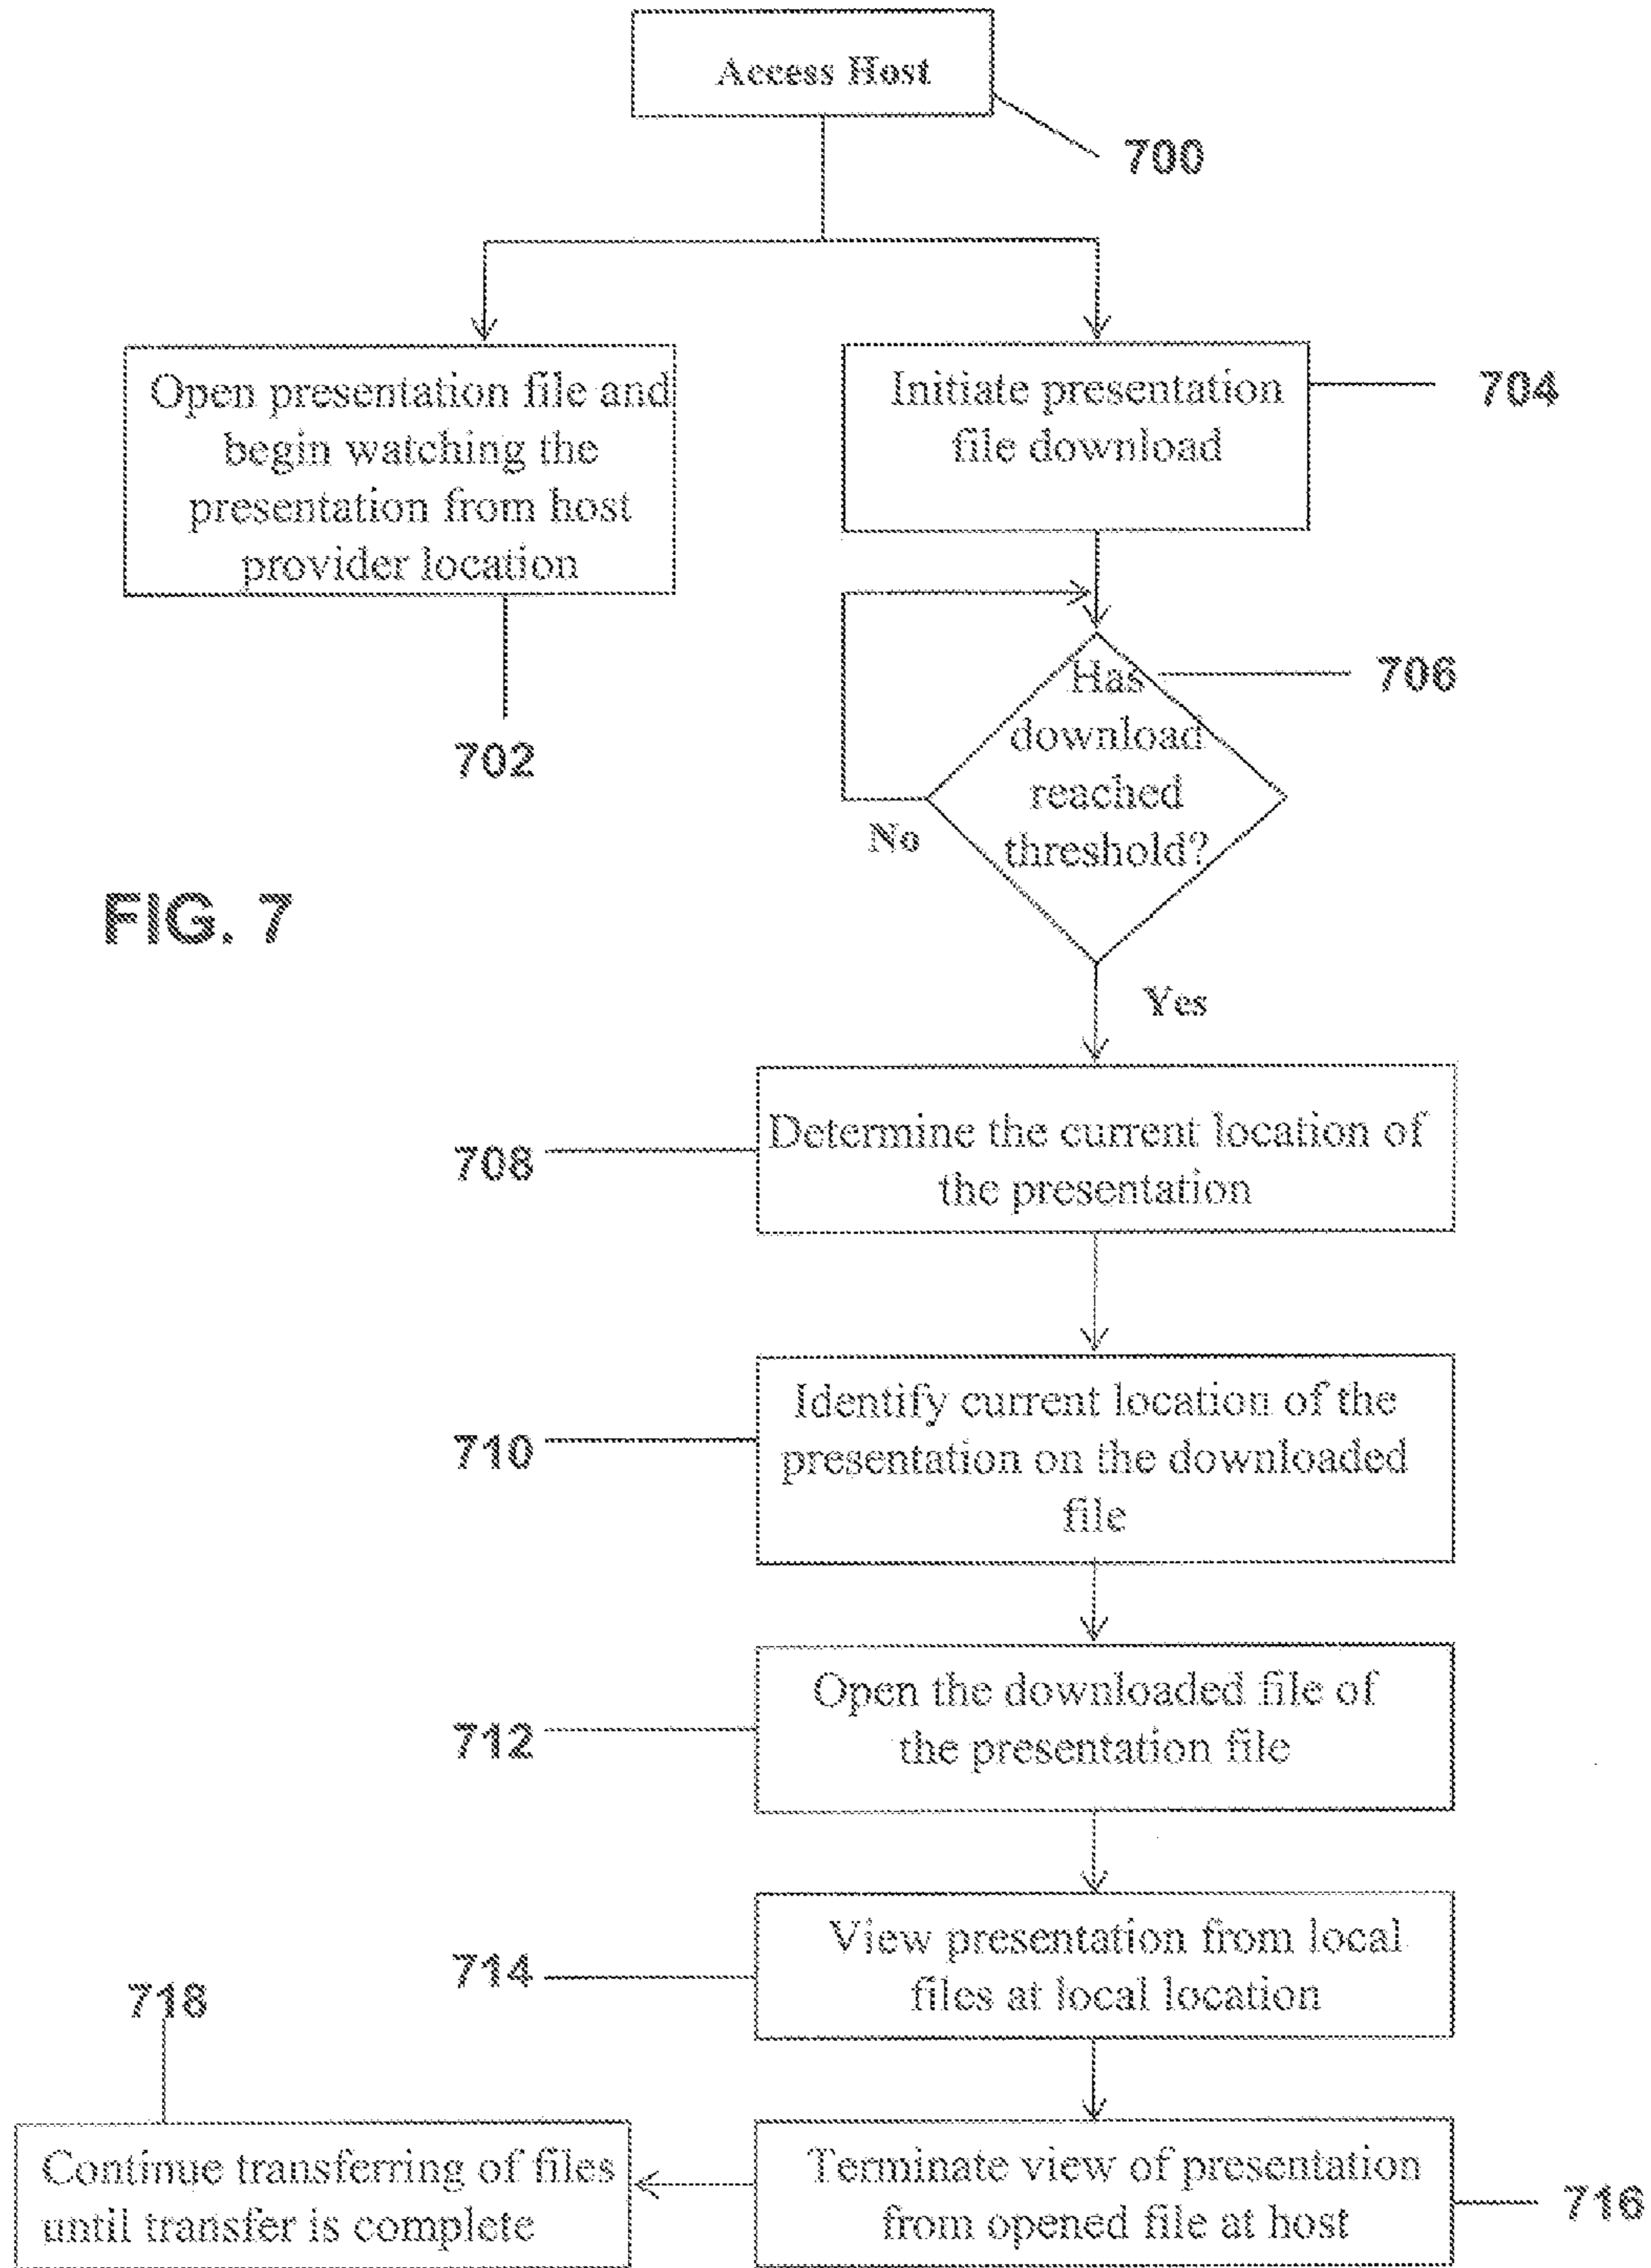 Access Host
700
Open presentation file and
begin watching the
presentation from host
provider location
702
Initiate presentation
file download
704
Has
download
reached
threshold?
706
No
Yes
FIG. 7
Determine the current location of
the presentation
708
Identify current location of the
presentation on the downloaded
file
710
Open the downloaded file of
the presentation file
712
View presentation from local
files at local location
714
Terminate view of presentation
from opened file at host
716
Continue transferring of files
until transfer is complete
718